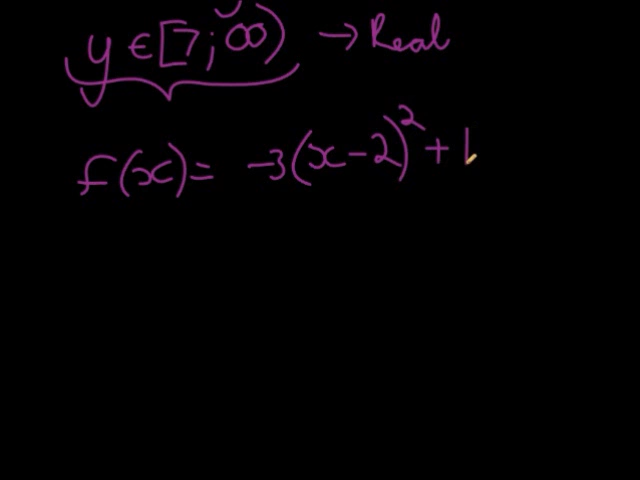 y ∈ [7; ∞) → Real
f(x) = -3(x-2)² + 1